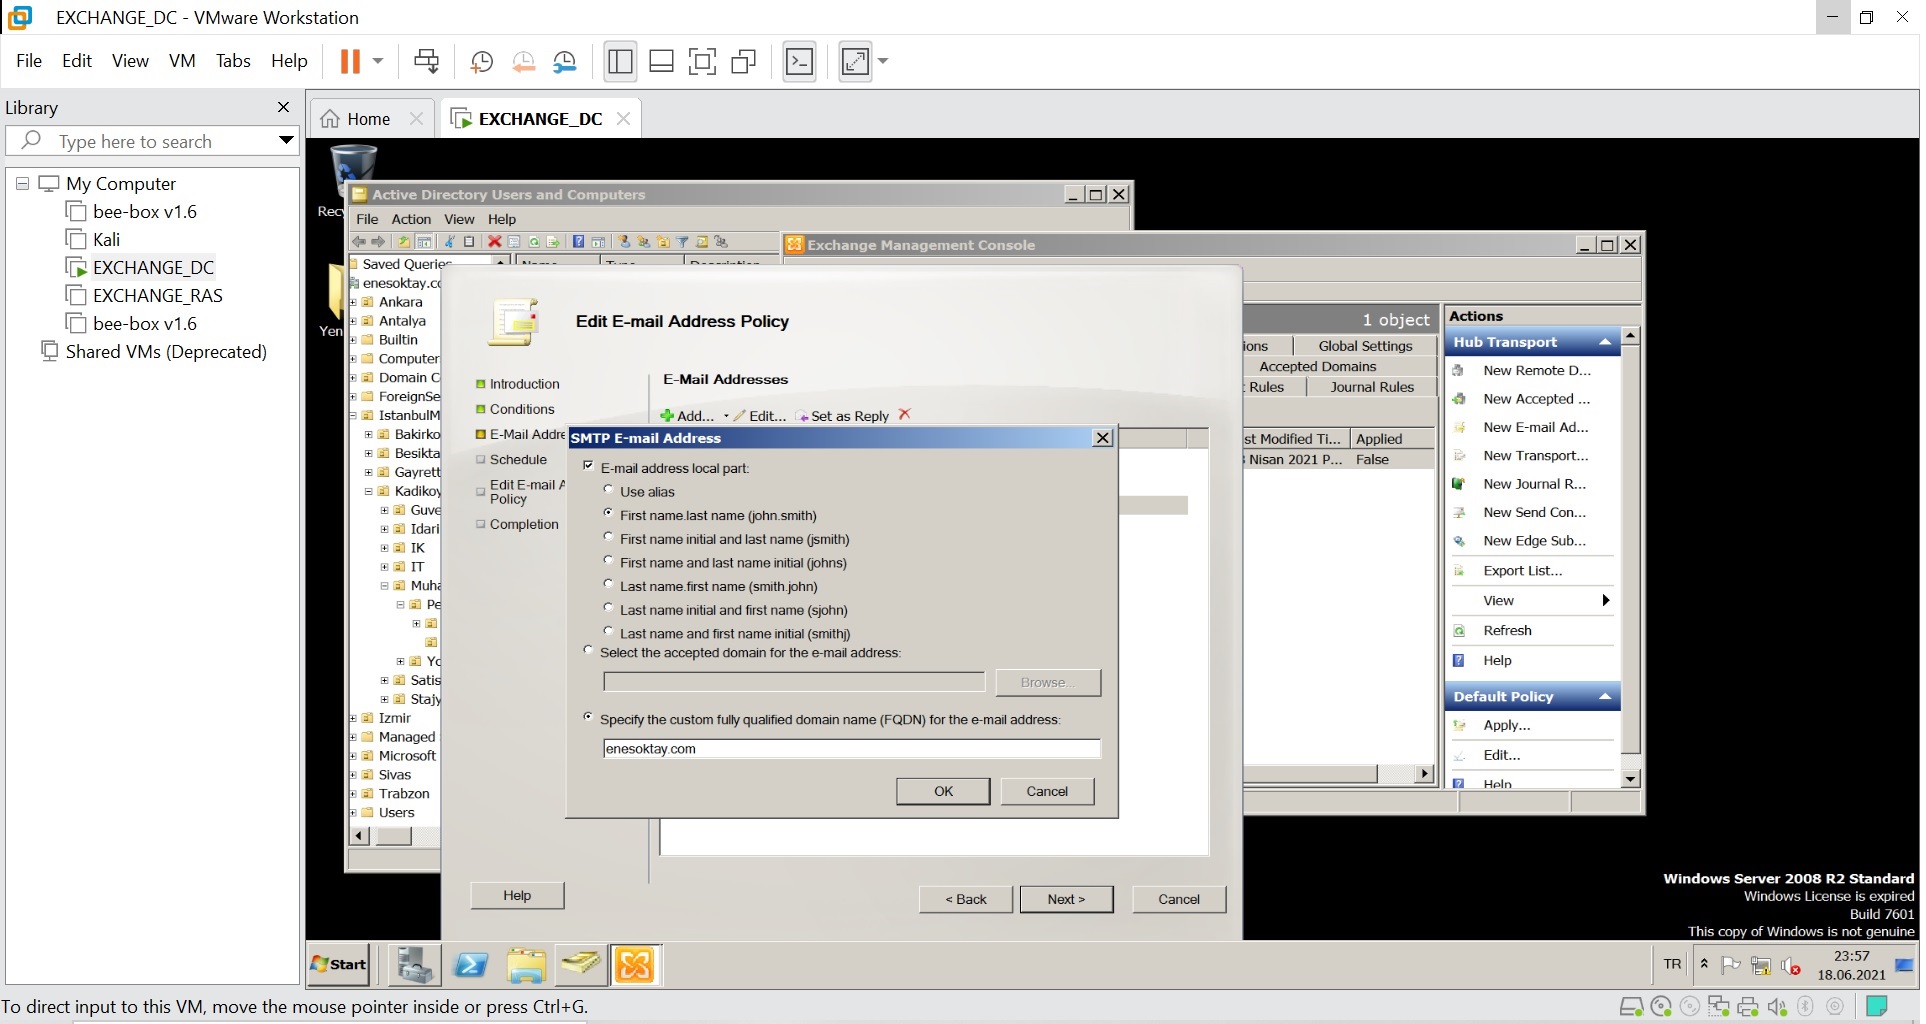 EXCHANGE_DC - VMware Workstation
File Edit View VM Tabs Help
Library
Type here to search
My Computer
bee-box v1.6
Kali
EXCHANGE_DC
EXCHANGE_RAS
bee-box v1.6
Shared VMs (Deprecated)
Home
EXCHANGE_DC
Active Directory Users and Computers
File Action View Help
Saved Querie
enesoktay.co
Ankara
Antalya
Builtin
Computer
Domain C
ForeignSe
IstanbulM
Bakirko
Besikta
Gayrett
Kadikoy
Guve
Idari
IK
IT
Muha
Pe
Yo
Satis
Stajy
Izmir
Managed
Microsoft
Sivas
Trabzon
Users
Exchange Management Console
1 object
ions
Global Settings
Accepted Domains
Rules
Journal Rules
st Modified Ti... Applied
Nisan 2021 P... False
Actions
Hub Transport
New Remote D...
New Accepted ...
New E-mail Ad...
New Transport...
New Journal R...
New Send Con...
New Edge Sub...
Export List...
View
Refresh
Help
Default Policy
Apply...
Edit...
Help
Edit E-mail Address Policy
Introduction
Conditions
E-Mail Addre
Schedule
Edit E-mail A
Policy
Completion
E-Mail Addresses
Add... Edit... Set as Reply
SMTP E-mail Address
E-mail address local part:
Use alias
First name.last name (john.smith)
First name initial and last name (jsmith)
First name and last name initial (johns)
Last name.first name (smith.john)
Last name initial and first name (sjohn)
Last name and first name initial (smithj)
Select the accepted domain for the e-mail address:
Browse...
Specify the custom fully qualified domain name (FQDN) for the e-mail address:
enesoktay.com
OK Cancel
Help
< Back Next > Cancel
Windows Server 2008 R2 Standard
Windows License is expired
Build 7601
This copy of Windows is not genuine
Start
TR
23:57
18.06.2021
To direct input to this VM, move the mouse pointer inside or press Ctrl+G.